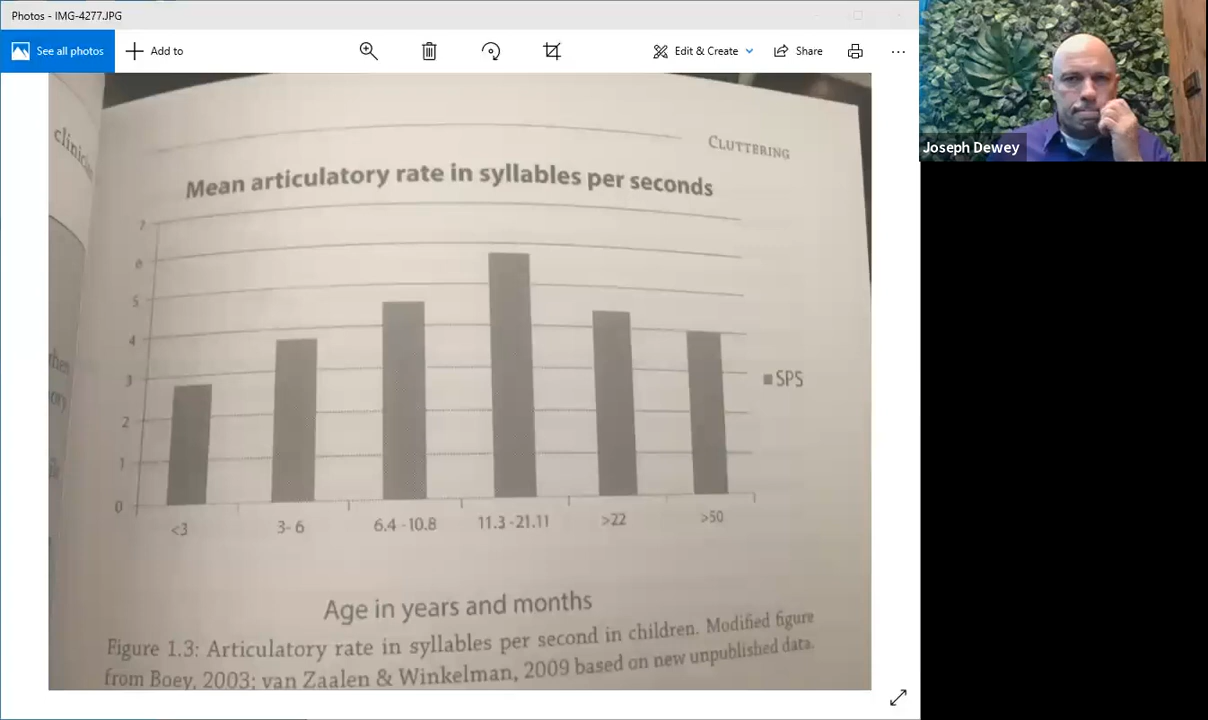 Photos - IMG-4277.JPG
See all photos
Add to
Edit & Create
Share
Joseph Dewey
CLUTTERING
Mean articulatory rate in syllables per seconds
7
6
5
4
3
2
1
0
SPS
<3 3-6 6.4 -10.8 11.3 -21.11 >22 >50
Age in years and months
Figure 1.3: Articulatory rate in syllables per second in children. Modified figure
from Boey, 2003; van Zaalen & Winkelman, 2009 based on new unpublished data.